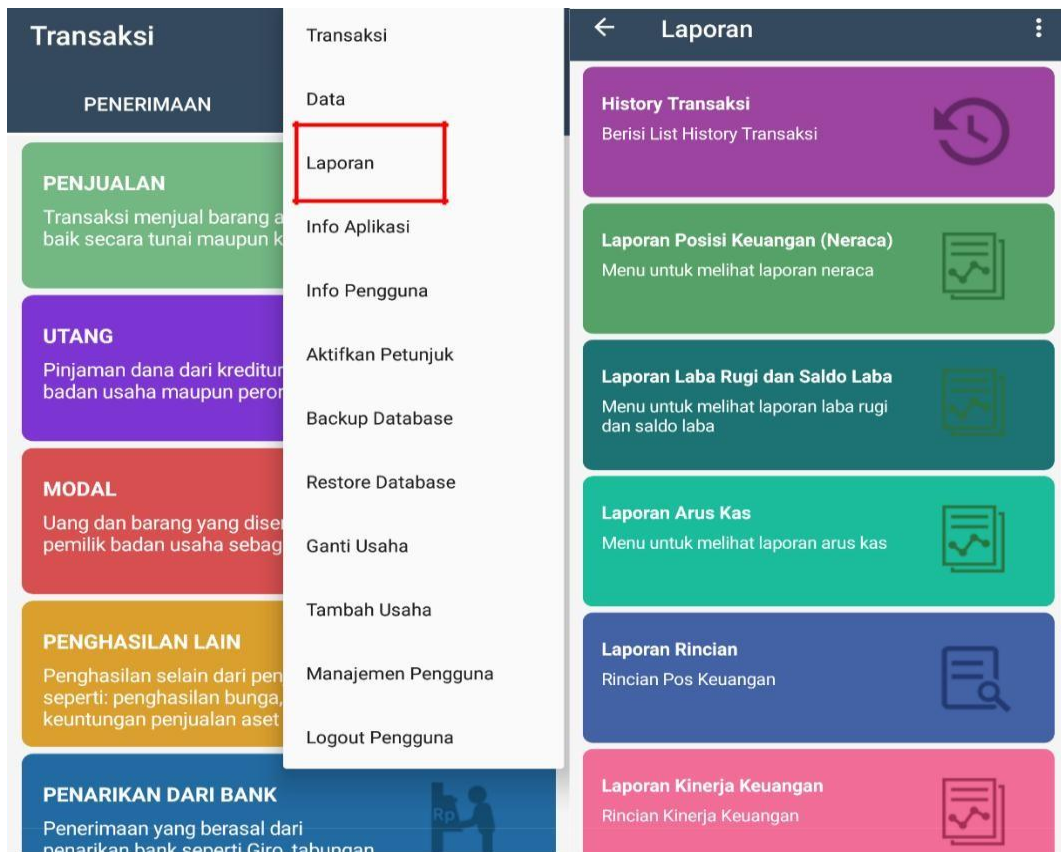 Transaksi
PENERIMAAN
PENJUALAN
Transaksi menjual barang
baik secara tunai maupun
UTANG
Pinjaman dana dari kreditur
badan usaha maupun
MODAL
Uang dan barang yang
pemilik badan usaha
PENGHASILAN LAIN
Penghasilan selain dari
seperti: penghasilan bunga,
keuntungan penjualan aset
PENARIKAN DARI BANK
Penerimaan yang berasal dari
penarikan bank seperti Giro, tabungan
Rp
Transaksi
Data
Laporan
Info Aplikasi
Info Pengguna
Aktifkan Petunjuk
Backup Database
Restore Database
Ganti Usaha
Tambah Usaha
Manajemen Pengguna
Logout Pengguna
Laporan
History Transaksi
Berisi List History Transaksi
Laporan Posisi Keuangan (Neraca)
Menu untuk melihat laporan neraca
Laporan Laba Rugi dan Saldo Laba
Menu untuk melihat laporan laba rugi
dan saldo laba
Laporan Arus Kas
Menu untuk melihat laporan arus kas
Laporan Rincian
Rincian Pos Keuangan
Laporan Kinerja Keuangan
Rincian Kinerja Keuangan